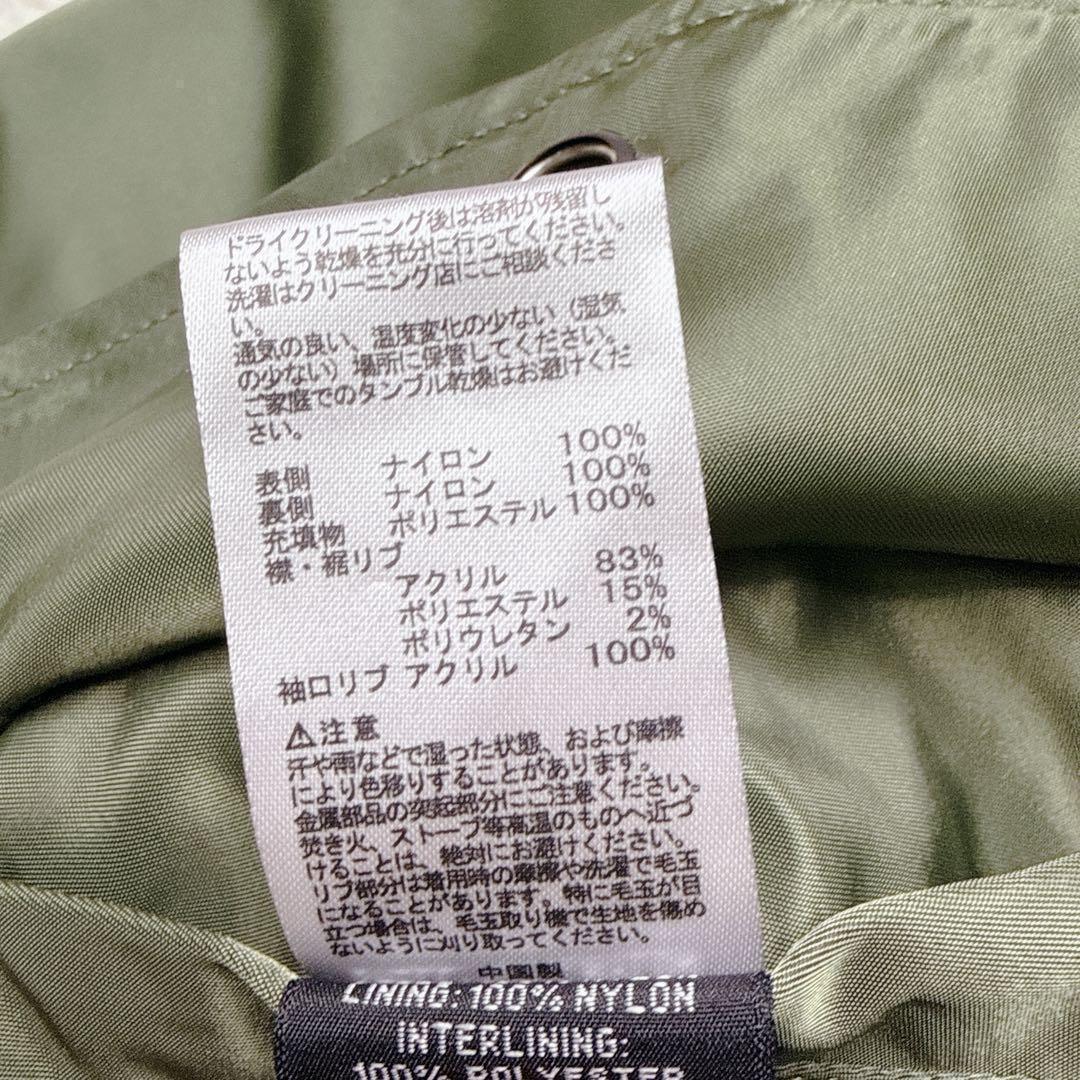 ドライクリーニング後は溶剤が残留し
ないよう乾燥を充分に行ってください。
洗濯はクリーニング店にご相談くださ
い。
通気の良い、温度変化の少ない（湿気
の少ない）場所に保管してください。
ご家庭でのタンブル乾燥はお避けくだ
さい。
表側 ナイロン 100%
裏側 ナイロン 100%
充填物 ポリエステル 100%
襟・裾リブ
アクリル 83%
ポリエステル 15%
ポリウレタン 2%
袖口リブ アクリル 100%
⚠注意
汗や雨などで湿った状態、および摩擦
により色移りすることがあります。
金属部品の突起部分にご注意ください。
焚き火、ストーブ等高温のものへ近づ
けることは、絶対にお避けください。
リブ部分は着用時の摩擦や洗濯で毛玉
になることがあります。特に毛玉が目
立つ場合は、毛玉取り機で生地を傷め
ないように刈り取ってください。
中国製
LINING: 100% NYLON
INTERLINING:
100% POLYESTER